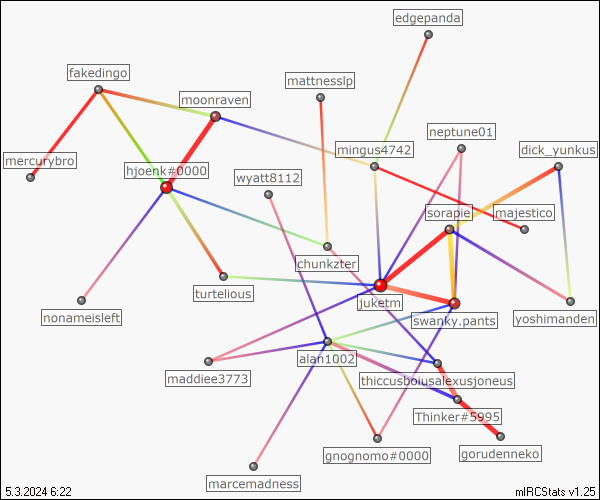 edgepanda
fakedingo
mattnesslp
moonraven
neptune01
mingus4742
dick_yunkus
mercurybro
hjoenk#0000
wyatt8112
sorapie
majestico
chunkzter
turtelious
juketm
nonameisleft
swanky.pants
yoshimanden
alan1002
maddiee3773
thiccusboiusalexusjoneus
Thinker#5995
gnognomo#0000
gorudenneko
marcemadness
5.3.2024 6:22
mIRCStats v1.25